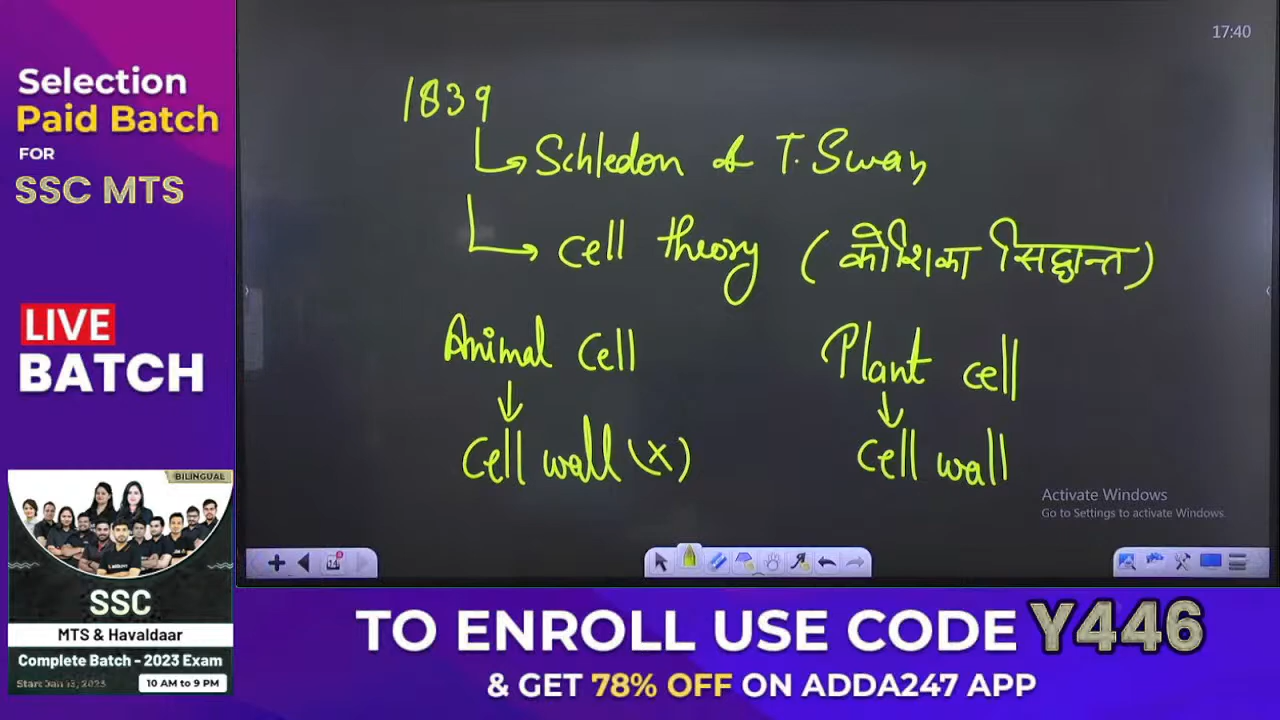 Selection
Paid Batch
FOR
SSC MTS
LIVE
BATCH
BILINGUAL
SSC
MTS & Havaldaar
Complete Batch - 2023 Exam
10 AM to 9 PM
17:40
1839
Schledon & T. Swan
cell theory (कोशिका सिद्धान्त)
Animal cell
Plant cell
cell wall (x)
cell wall
Activate Windows
Go to Settings to activate Windows.
TO ENROLL USE CODE Y446
& GET 78% OFF ON ADDA247 APP